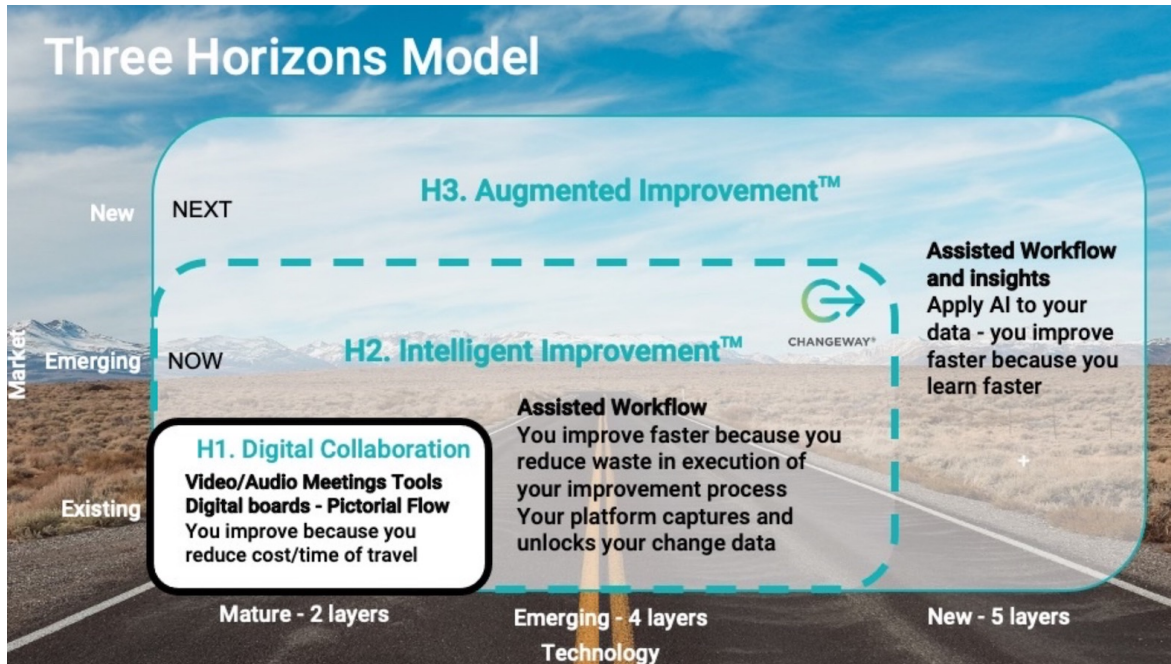 Three Horizons Model
H3. Augmented Improvement™
New
NEXT
Assisted Workflow
and insights
Apply AI to your
data - you improve
faster because you
learn faster
CHANGEWAY®
Market
Emerging
NOW
H2. Intelligent Improvement™
Assisted Workflow
You improve faster because you
reduce waste in execution of
your improvement process
Your platform captures and
unlocks your change data
H1. Digital Collaboration
Video/Audio Meetings Tools
Digital boards - Pictorial Flow
You improve because you
reduce cost/time of travel
Existing
Mature - 2 layers
Emerging - 4 layers
New - 5 layers
Technology